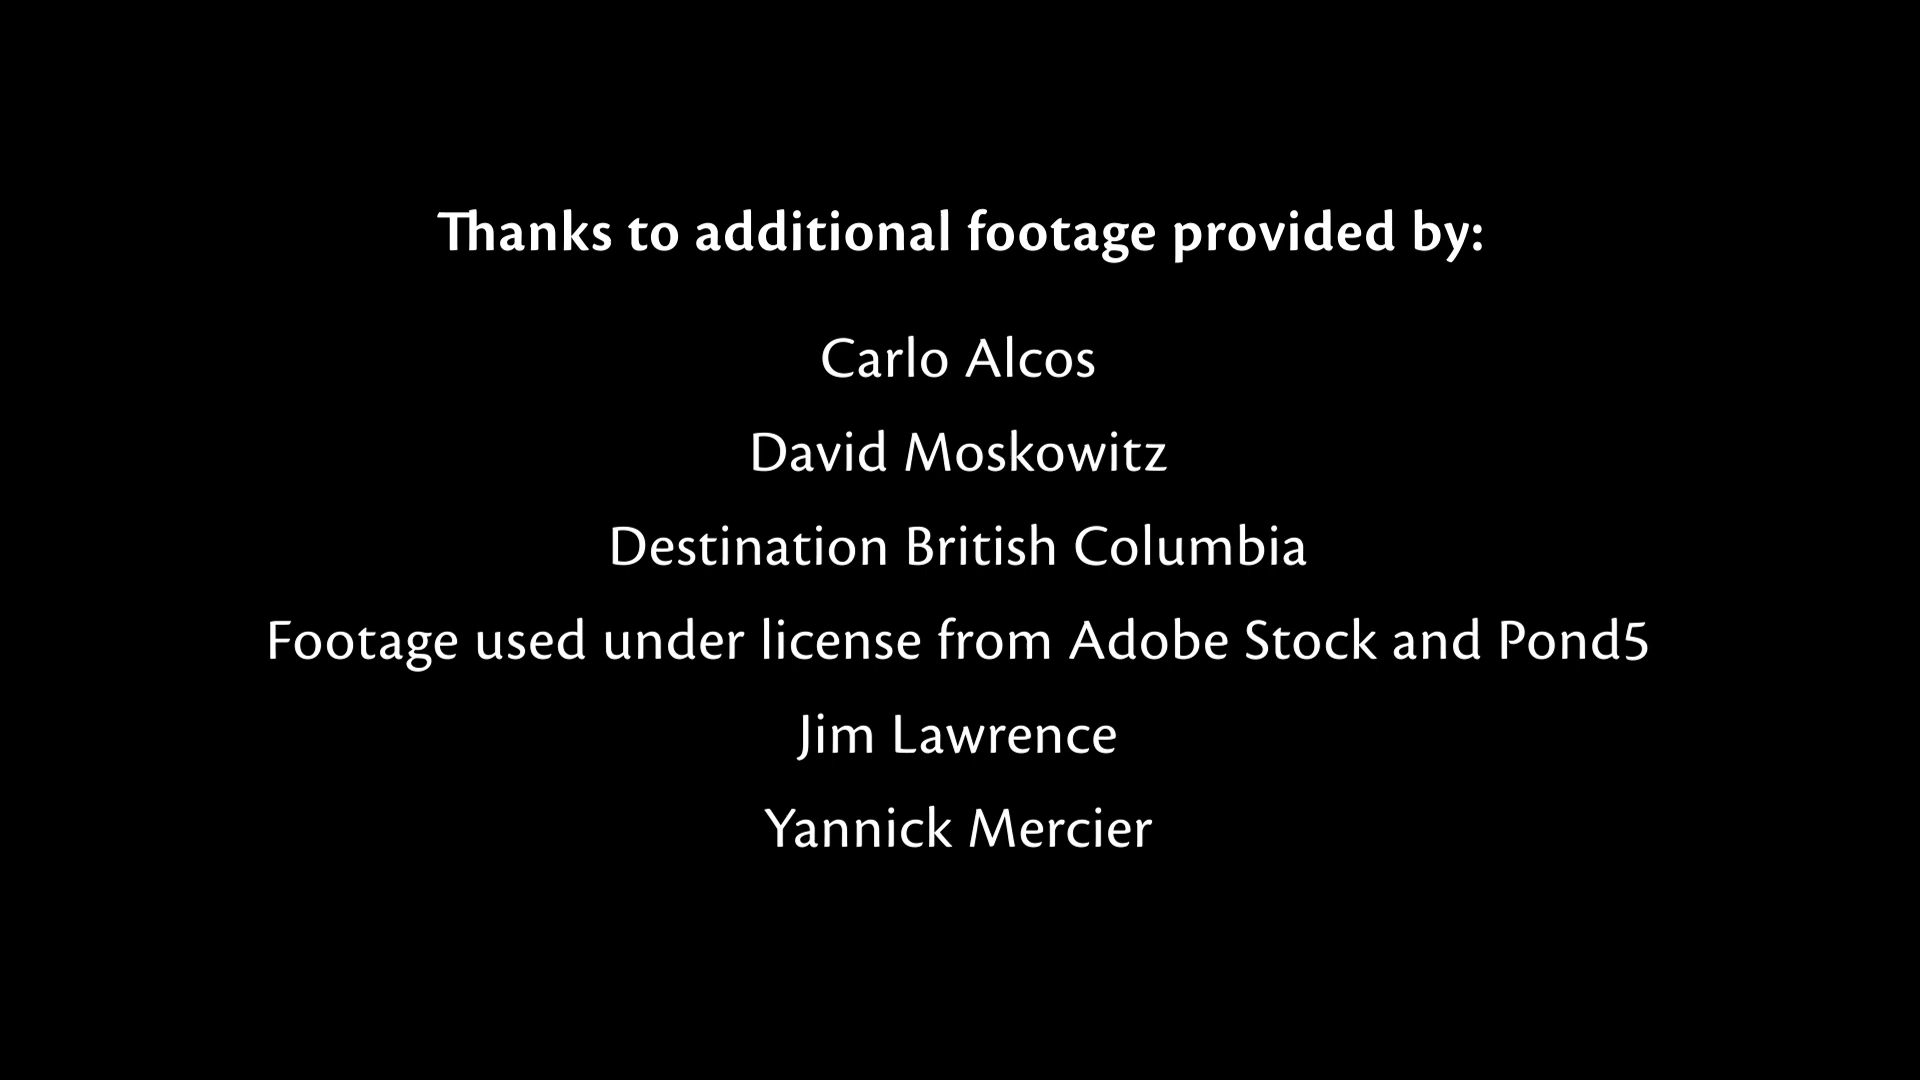 Thanks to additional footage provided by:
Carlo Alcos
David Moskowitz
Destination British Columbia
Footage used under license from Adobe Stock and Pond5
Jim Lawrence
Yannick Mercier